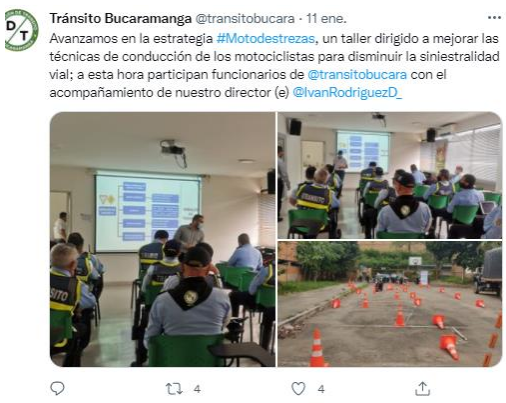 Tránsito Bucaramanga @transitobucara · 11 ene.
Avanzamos en la estrategia #Motodestrezas, un taller dirigido a mejorar las
técnicas de conducción de los motociclistas para disminuir la siniestralidad
vial; a esta hora participan funcionarios de @transitobucara con el
acompañamiento de nuestro director (e) @IvanRodriguezD_
D
T
TRÁNSITO
SITO
4
4